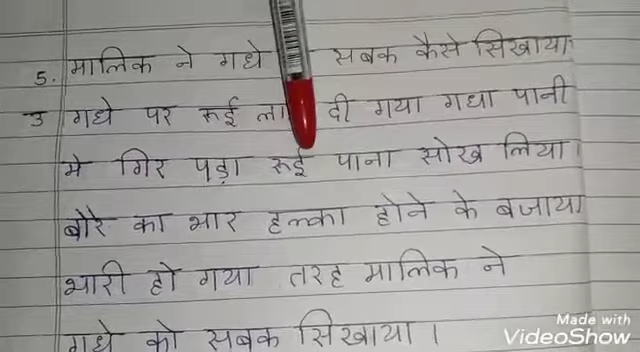 5. मालिक ने गधे सबक कैसे सिखाया
उ गधे पर रूई ला दी गया गधा पानी
मे गिर पड़ा रूई पाना सोख लिया।
बोरे का भार हल्का होने के बजाया
भारी हो गया तरह मालिक ने
गधे को सबक सिखाया।
Made with
VideoShow